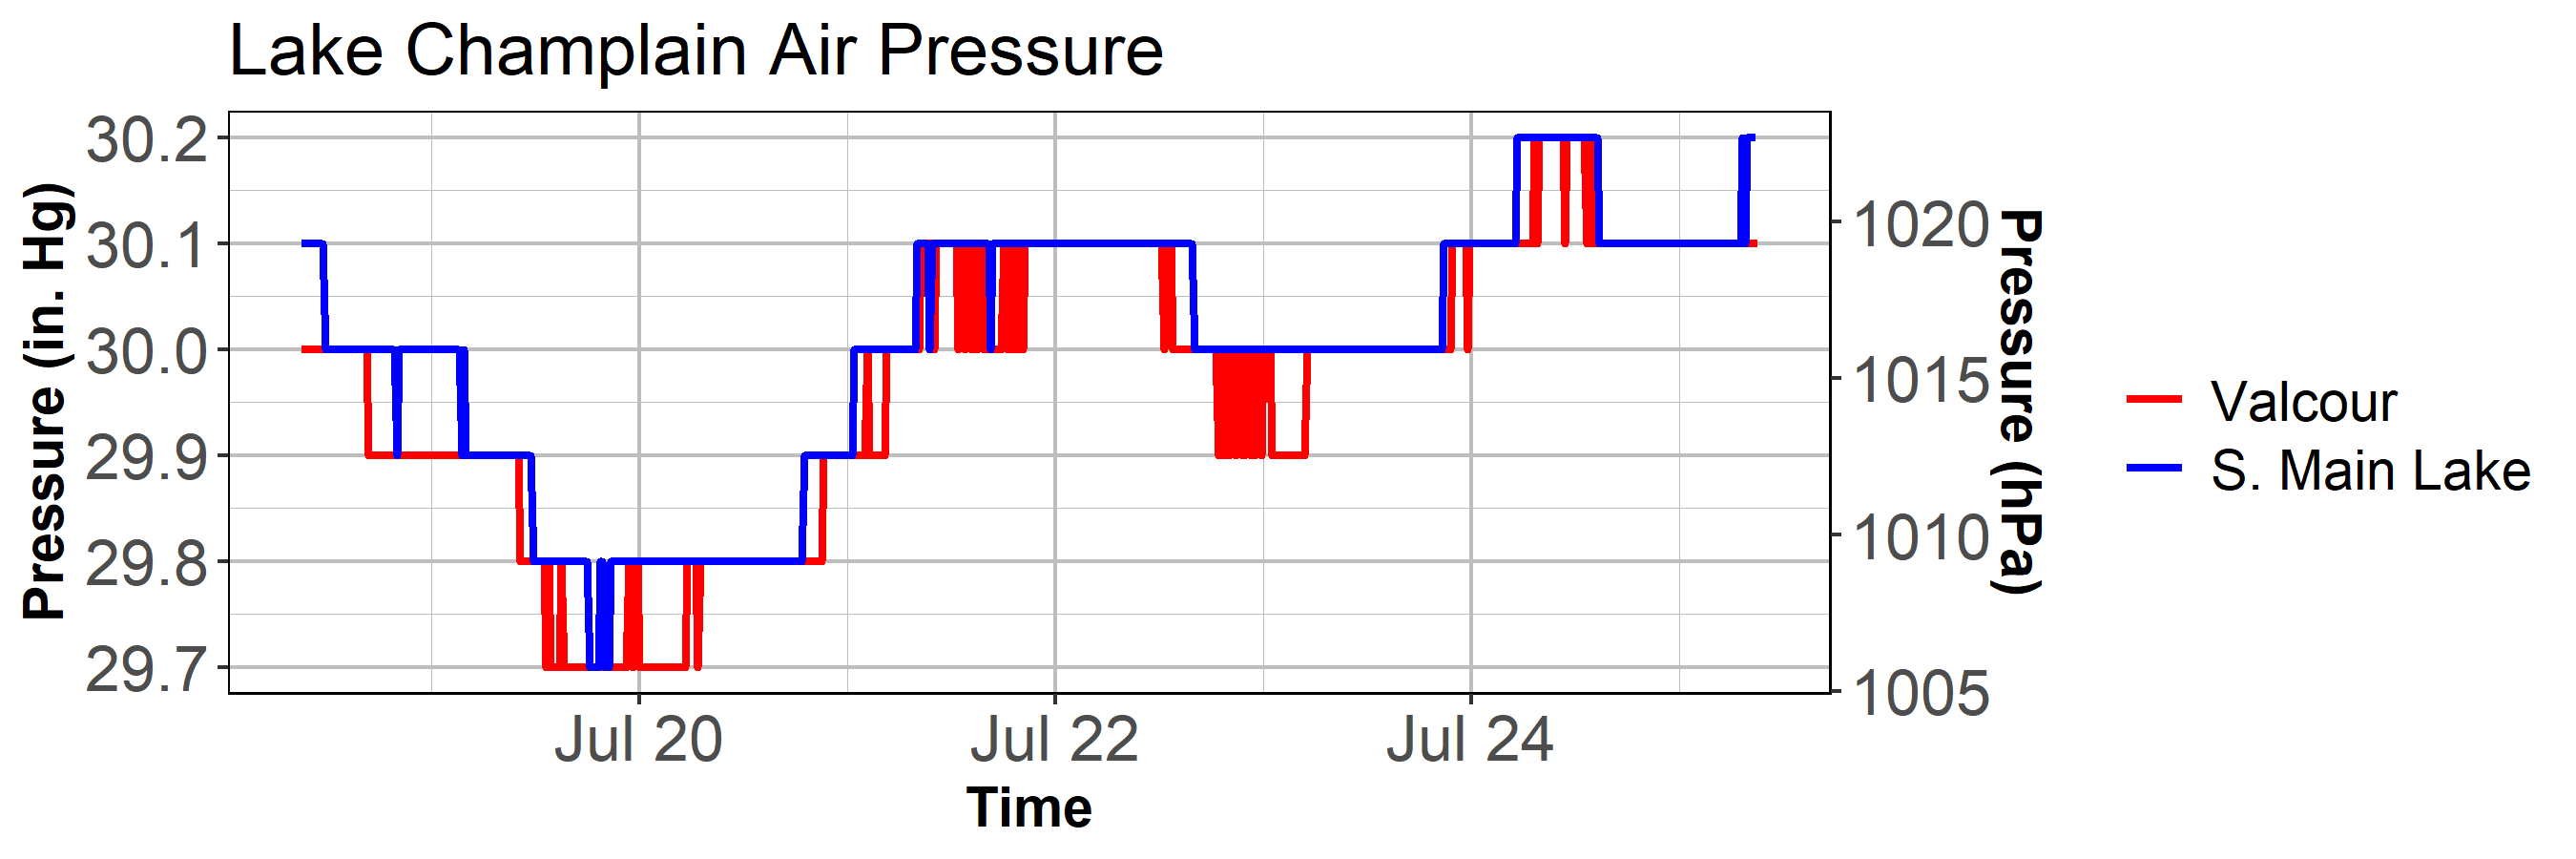 Lake Champlain Air Pressure
Pressure (in. Hg)
30.2
30.1
30.0
29.9
29.8
29.7
1020
1015
1010
1005
Pressure (hPa)
Jul 20
Jul 22
Jul 24
Time
Valcour
S. Main Lake